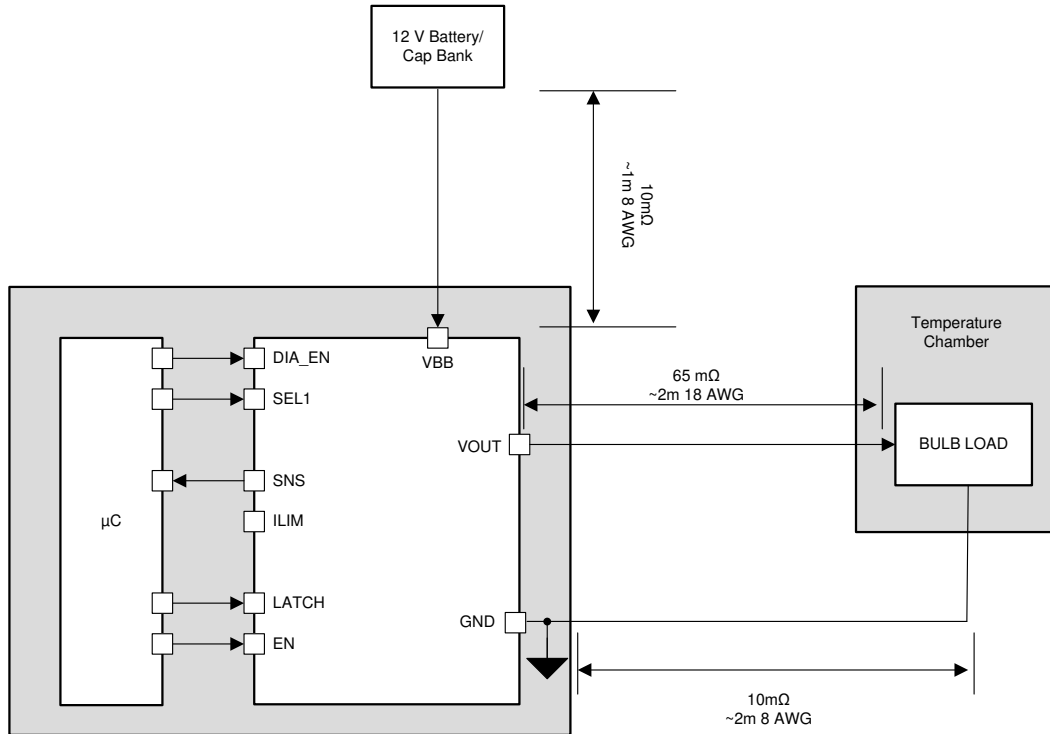 12 V Battery/
Cap Bank
10mΩ
~1m 8 AWG
Temperature
Chamber
DIA_EN
VBB
SEL1
65 mΩ
~2m 18 AWG
VOUT
BULB LOAD
SNS
µC
ILIM
LATCH
GND
EN
10mΩ
~2m 8 AWG